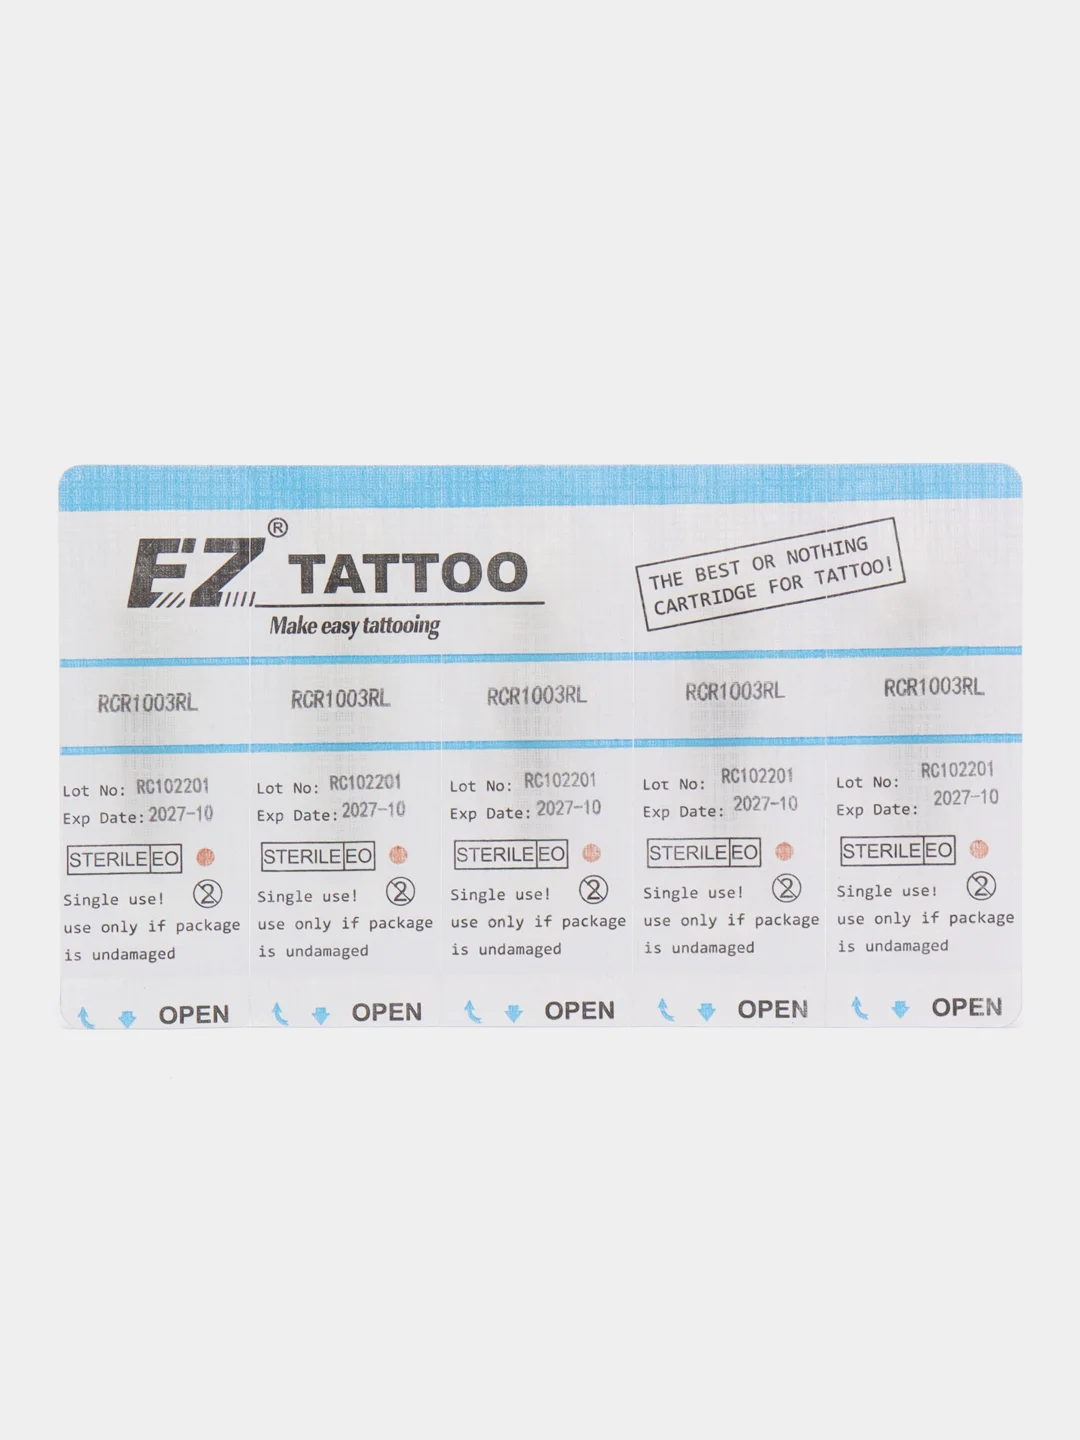 EZ® TATTOO
Make easy tattooing
THE BEST OR NOTHING
CARTRIDGE FOR TATTOO!
RCR1003RL RCR1003RL RCR1003RL RCR1003RL RCR1003RL
Lot No: RC102201 Lot No: RC102201 Lot No: RC102201 Lot No: RC102201 Lot No: RC102201
Exp Date: 2027-10 Exp Date: 2027-10 Exp Date: 2027-10 Exp Date: 2027-10 Exp Date: 2027-10
STERILE EO STERILE EO STERILE EO STERILE EO STERILE EO
Single use! 2 Single use! 2 Single use! 2 Single use! 2 Single use! 2
use only if package use only if package use only if package use only if package use only if package
is undamaged is undamaged is undamaged is undamaged is undamaged
OPEN OPEN OPEN OPEN OPEN